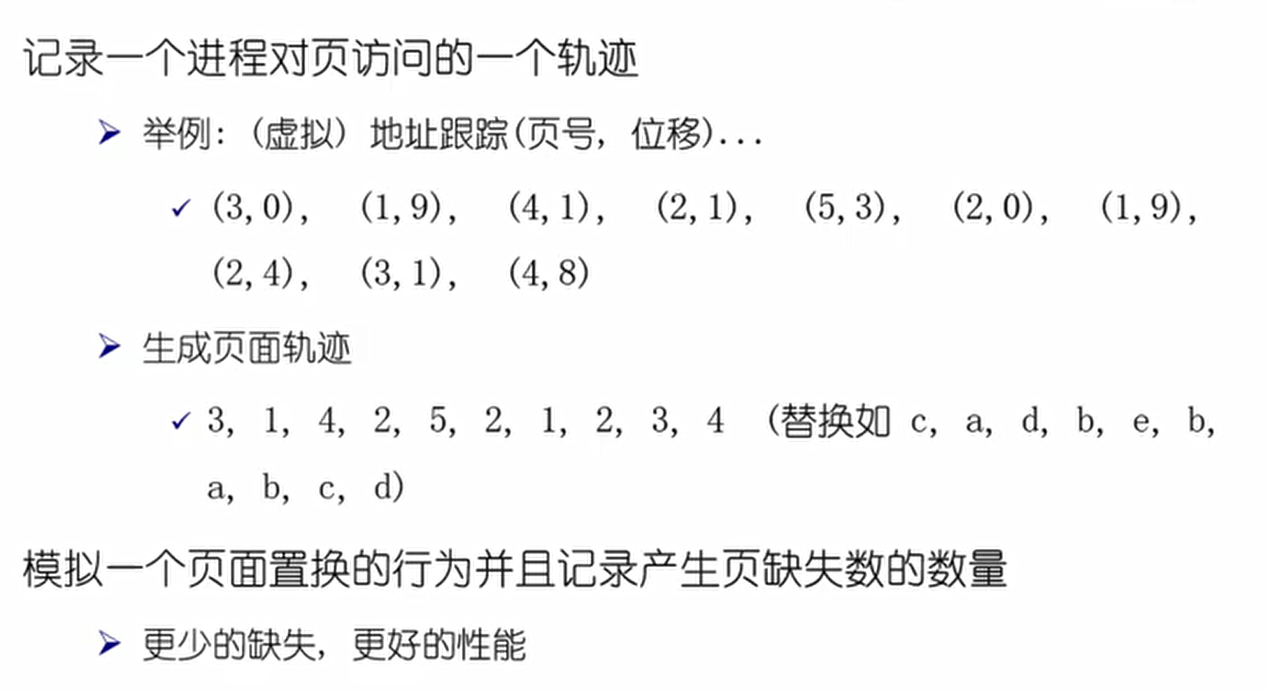 记录一个进程对页访问的一个轨迹
➢ 举例：(虚拟) 地址跟踪(页号, 位移)...
✓ (3,0), (1,9), (4,1), (2,1), (5,3), (2,0), (1,9),
(2,4), (3,1), (4,8)
➢ 生成页面轨迹
✓ 3, 1, 4, 2, 5, 2, 1, 2, 3, 4 (替换如 c, a, d, b, e, b,
a, b, c, d)
模拟一个页面置换的行为并且记录产生页缺失数的数量
➢ 更少的缺失, 更好的性能